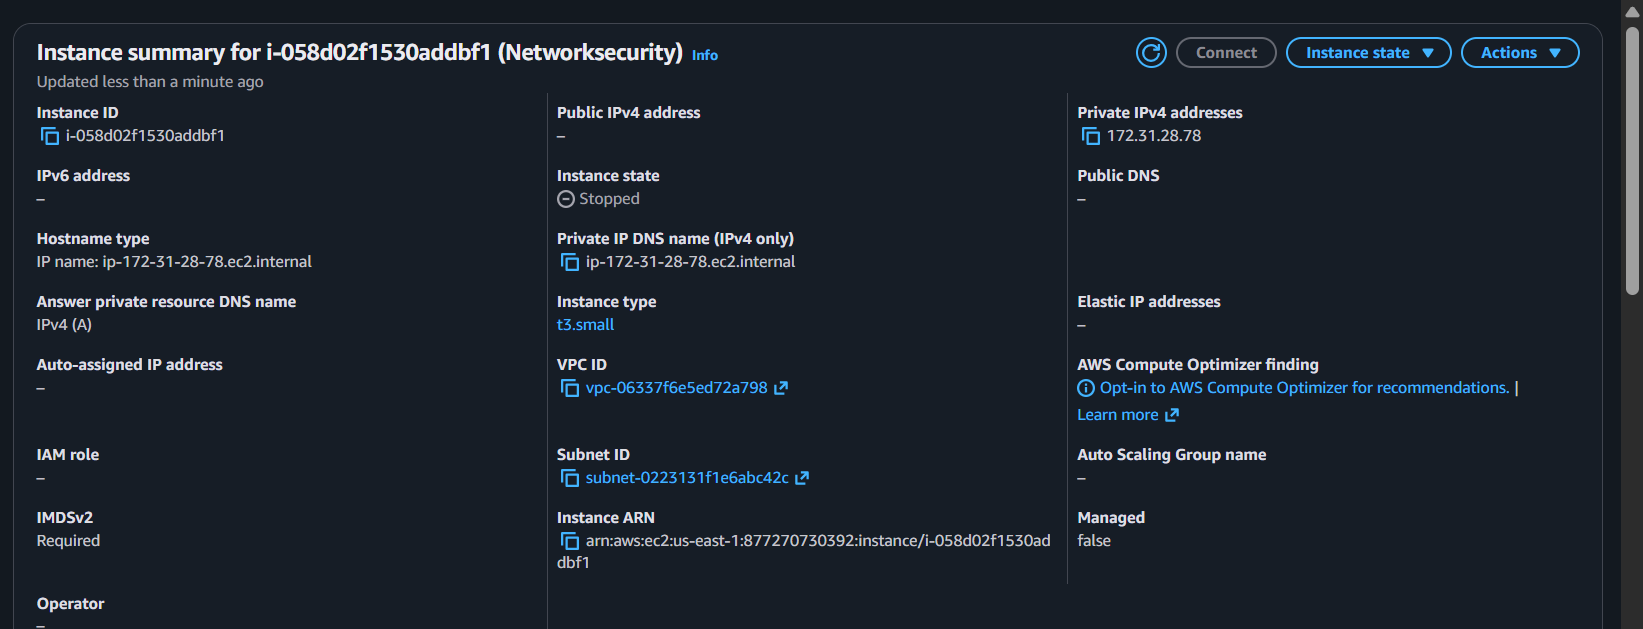 Instance summary for i-058d02f1530addbf1 (Networksecurity) Info
Connect
Instance state
Actions
Updated less than a minute ago
Instance ID
i-058d02f1530addbf1
Public IPv4 address
–
Private IPv4 addresses
172.31.28.78
IPv6 address
–
Instance state
Stopped
Public DNS
–
Hostname type
IP name: ip-172-31-28-78.ec2.internal
Private IP DNS name (IPv4 only)
ip-172-31-28-78.ec2.internal
Answer private resource DNS name
IPv4 (A)
Instance type
t3.small
Elastic IP addresses
–
Auto-assigned IP address
–
VPC ID
vpc-06337f6e5ed72a798
AWS Compute Optimizer finding
Opt-in to AWS Compute Optimizer for recommendations. |
Learn more
IAM role
–
Subnet ID
subnet-0223131f1e6abc42c
Auto Scaling Group name
–
IMDSv2
Required
Instance ARN
arn:aws:ec2:us-east-1:877270730392:instance/i-058d02f1530ad
dbf1
Managed
false
Operator
–